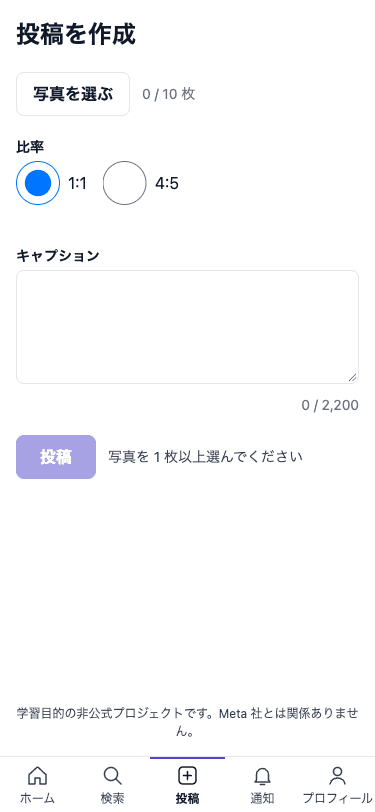 投稿を作成
写真を選ぶ 0 / 10 枚
比率
1:1 4:5
キャプション
0 / 2,200
投稿 写真を 1 枚以上選んでください
学習目的の非公式プロジェクトです。Meta 社とは関係ありませ
ん。
ホーム 検索 投稿 通知 プロフィール